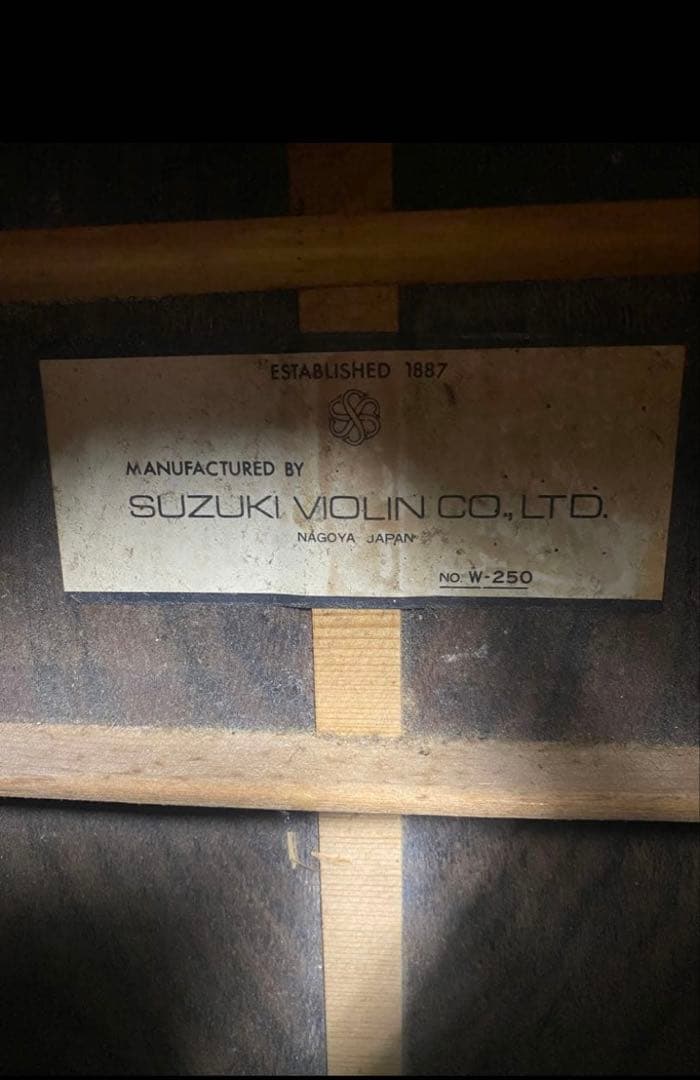 ESTABLISHED 1887
MANUFACTURED BY
SUZUKI VIOLIN CO., LTD.
NAGOYA JAPAN
NO. W-250